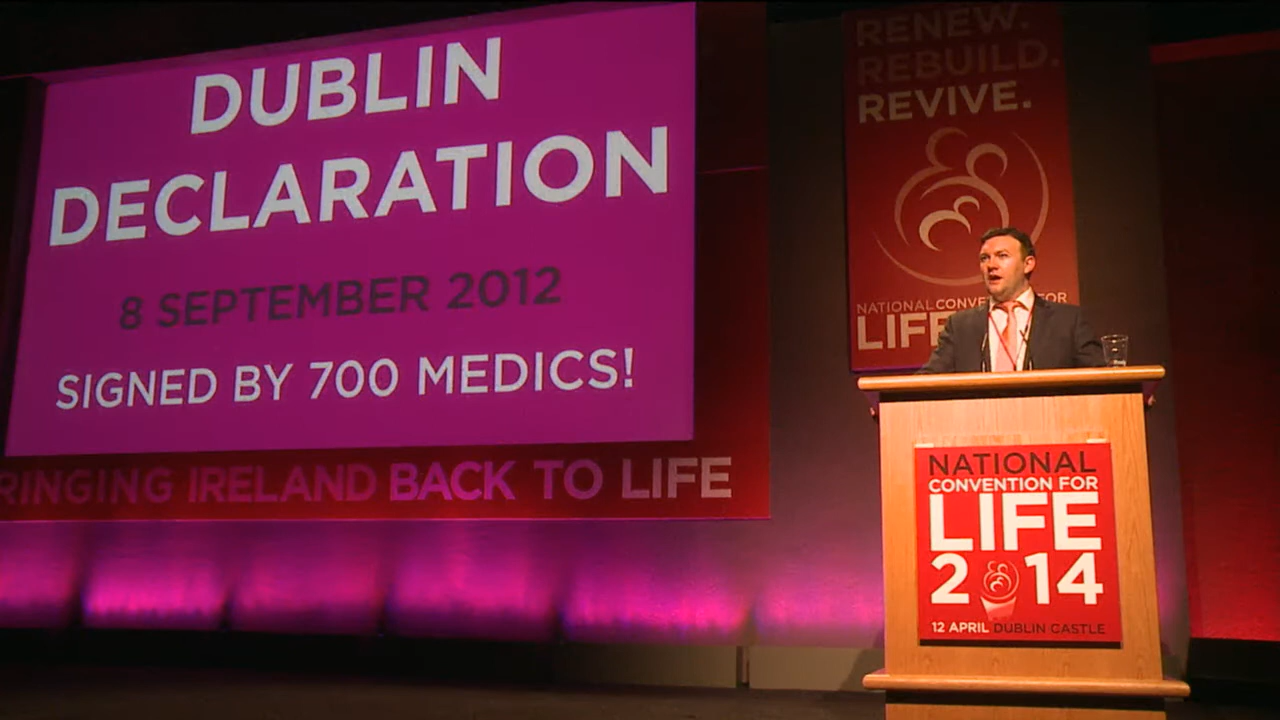 DUBLIN
DECLARATION
8 SEPTEMBER 2012
SIGNED BY 700 MEDICS!
RINGING IRELAND BACK TO LIFE
RENEW.
REBUILD.
REVIVE.
NATIONAL CONVE FOR
LIFE
NATIONAL
CONVENTION FOR
LIFE
2014
12 APRIL DUBLIN CASTLE